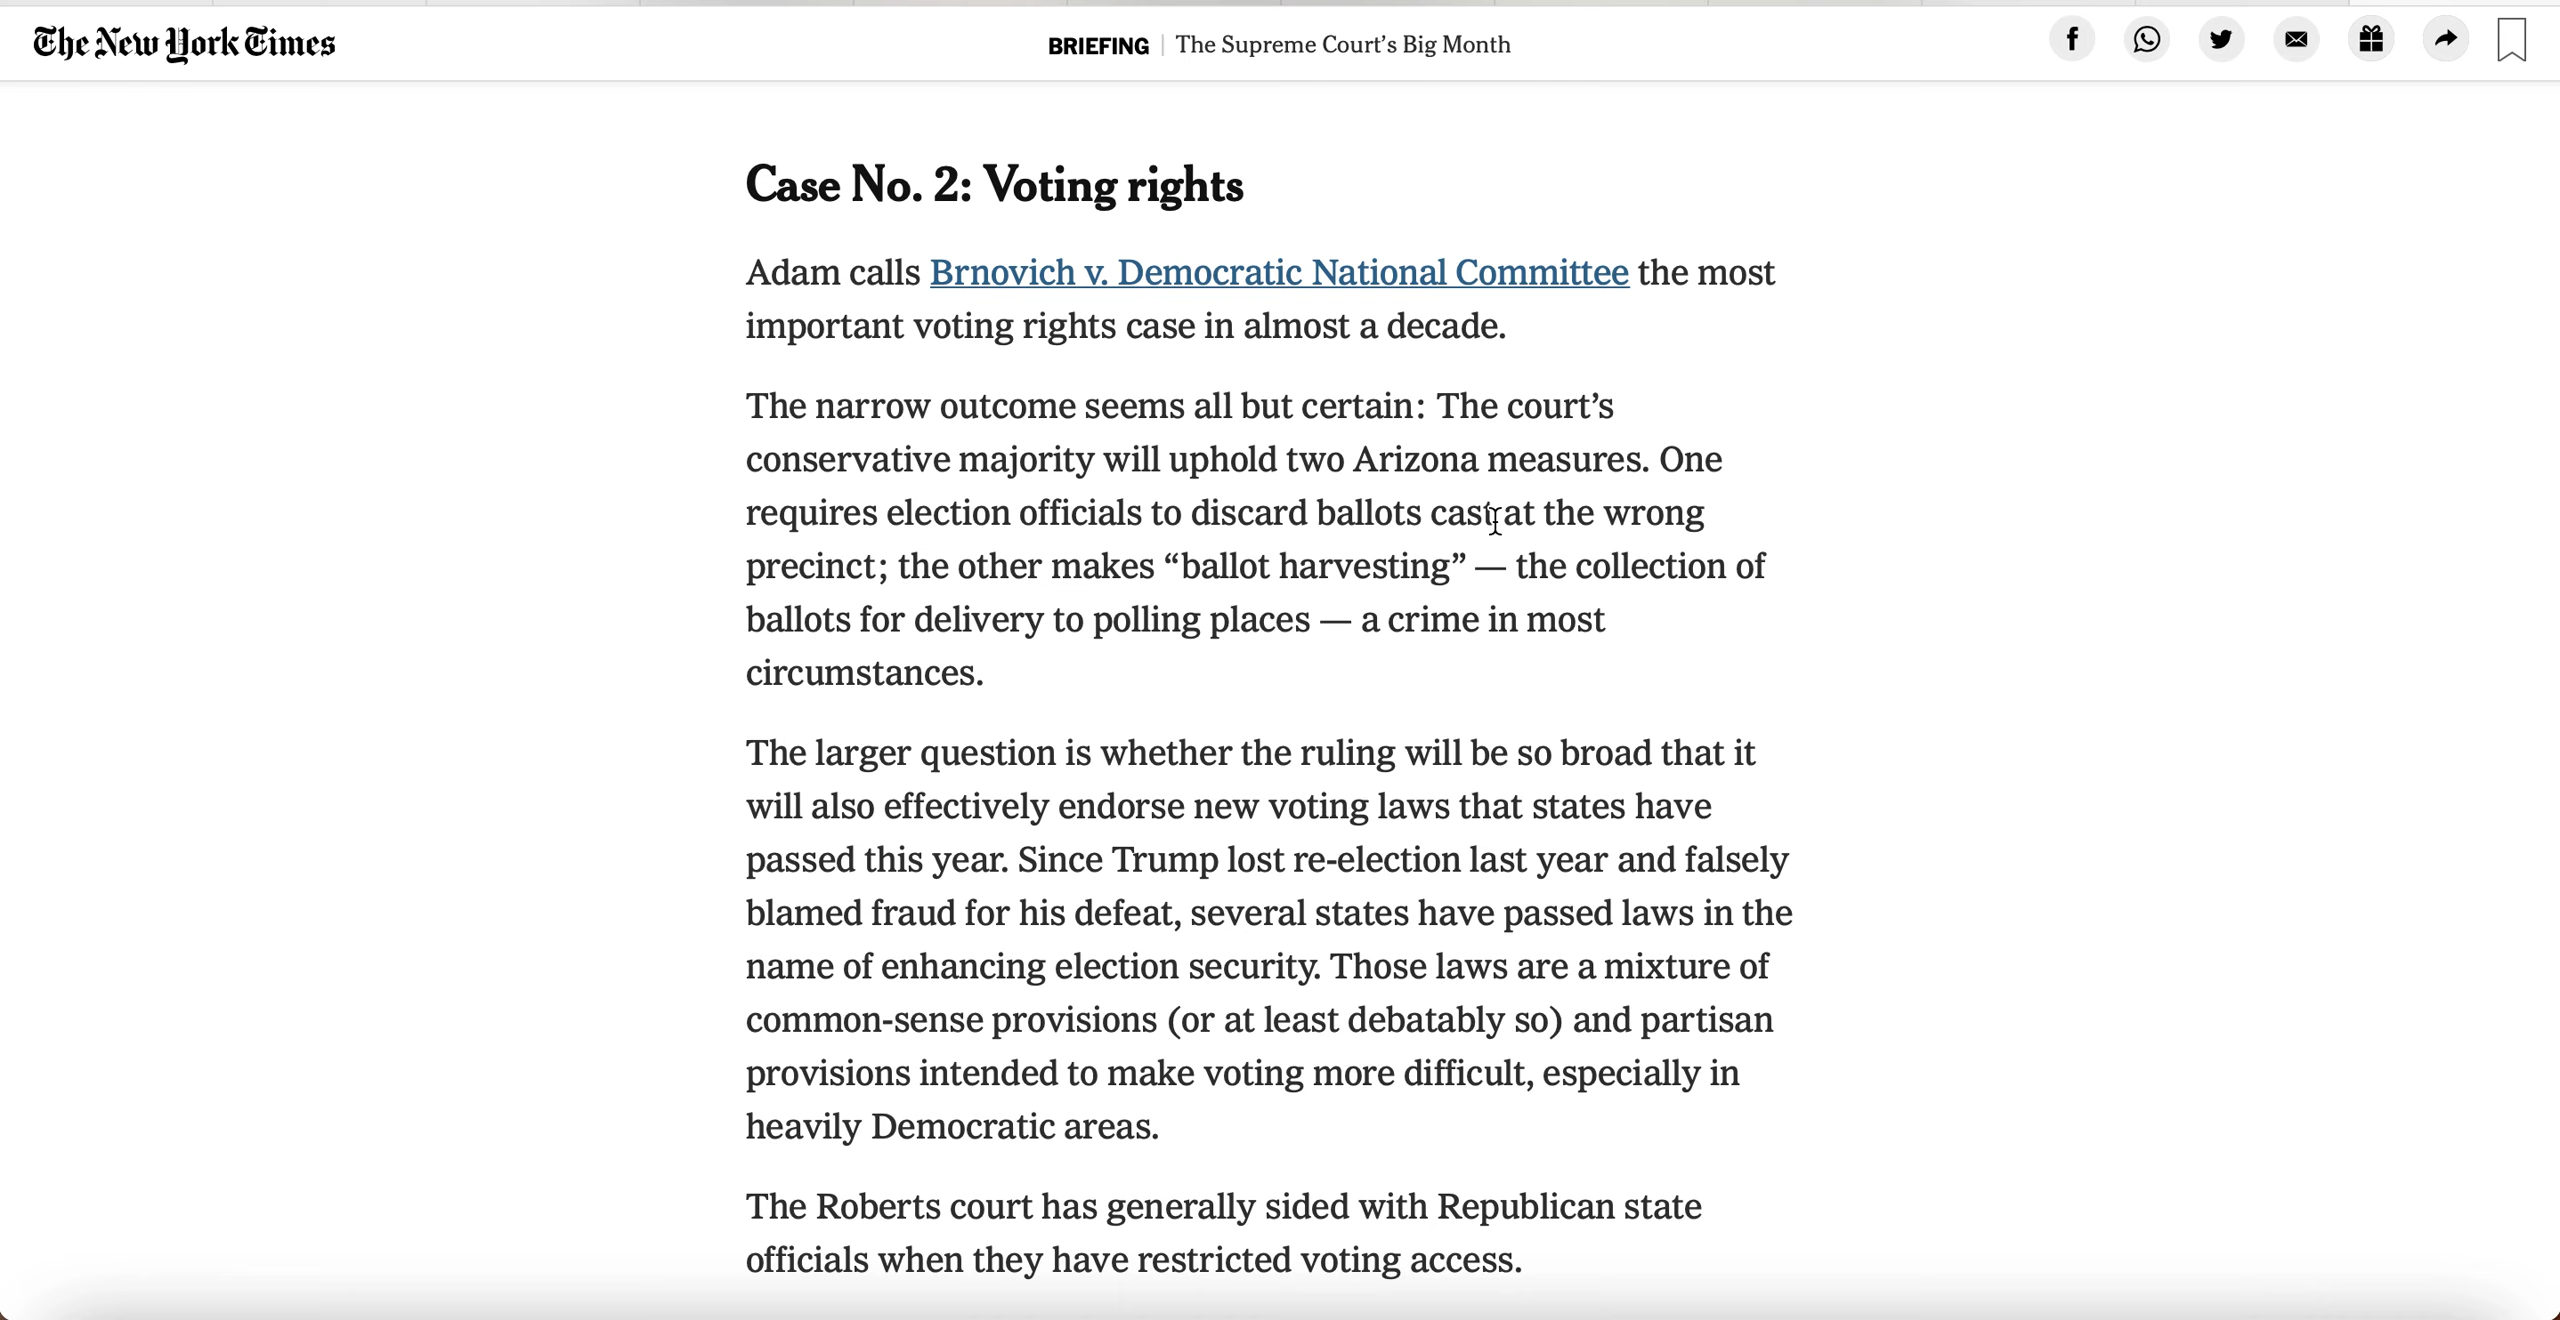 The New York Times
BRIEFING | The Supreme Court’s Big Month
Case No. 2: Voting rights
Adam calls Brnovich v. Democratic National Committee the most
important voting rights case in almost a decade.
The narrow outcome seems all but certain: The court’s
conservative majority will uphold two Arizona measures. One
requires election officials to discard ballots cast at the wrong
precinct; the other makes “ballot harvesting” — the collection of
ballots for delivery to polling places — a crime in most
circumstances.
The larger question is whether the ruling will be so broad that it
will also effectively endorse new voting laws that states have
passed this year. Since Trump lost re-election last year and falsely
blamed fraud for his defeat, several states have passed laws in the
name of enhancing election security. Those laws are a mixture of
common-sense provisions (or at least debatably so) and partisan
provisions intended to make voting more difficult, especially in
heavily Democratic areas.
The Roberts court has generally sided with Republican state
officials when they have restricted voting access.